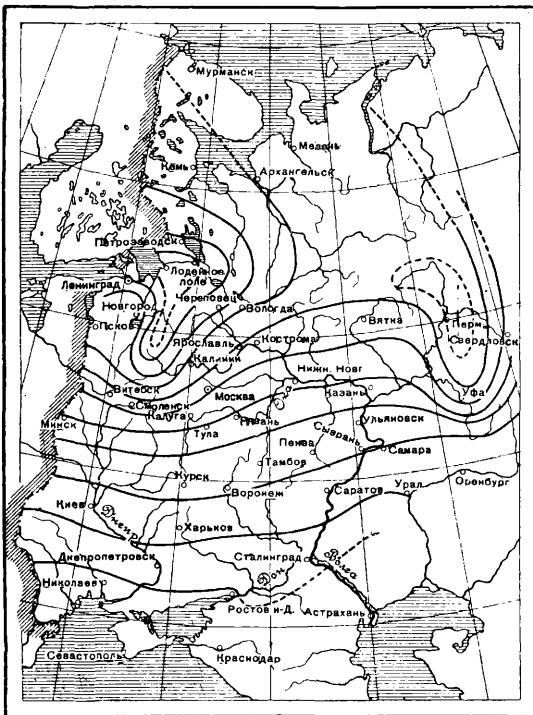 Мурманск
Мезень
Кемь
Архангельск
Петрозаводск
Лодейное
поле
Ленинград
Череповец
Вологда
Новгород
Псков
Вятка
Пермь
Свердловск
Ярославль
Кострома
Калинин
Нижн. Новг
Казань
Уфа
Витебск
Москва
Ока
Смоленск
Калуга
Рязань
Ульяновск
Минск
Тула
Сызрань
Пенза
Самара
Тамбов
Курск
Воронеж
Саратов
Урал.
Оренбург
Киев
Днепр
Харьков
Сталинград
Волга
Днепропетровск
Дон
Николаев
Ростов н-Д.
Астрахань
Севастополь
Краснодар